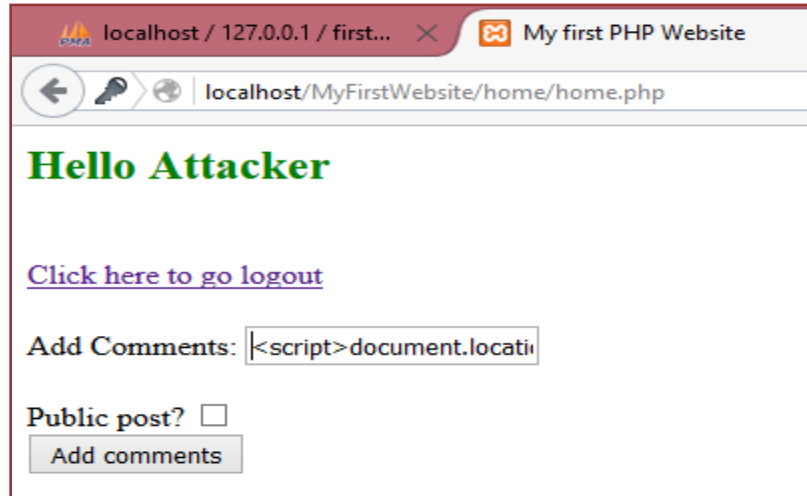 localhost / 127.0.0.1 / first... My first PHP Website
localhost/MyFirstWebsite/home/home.php
Hello Attacker
Click here to go logout
Add Comments: <script>document.locati
Public post?
Add comments